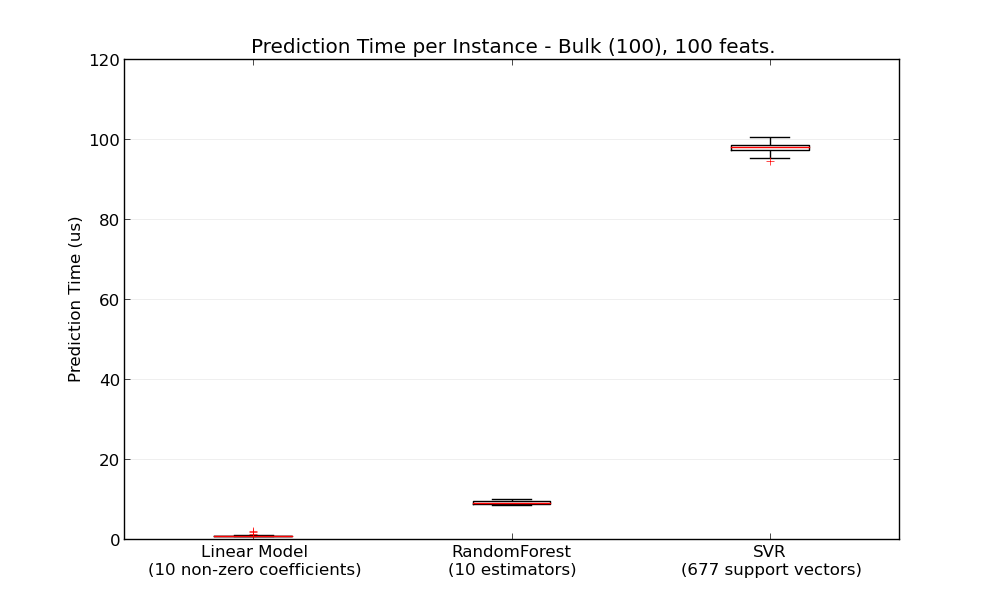 Prediction Time per Instance - Bulk (100), 100 feats.
120
100
80
60
40
20
0
Prediction Time (us)
Linear Model
(10 non-zero coefficients)
RandomForest
(10 estimators)
SVR
(677 support vectors)